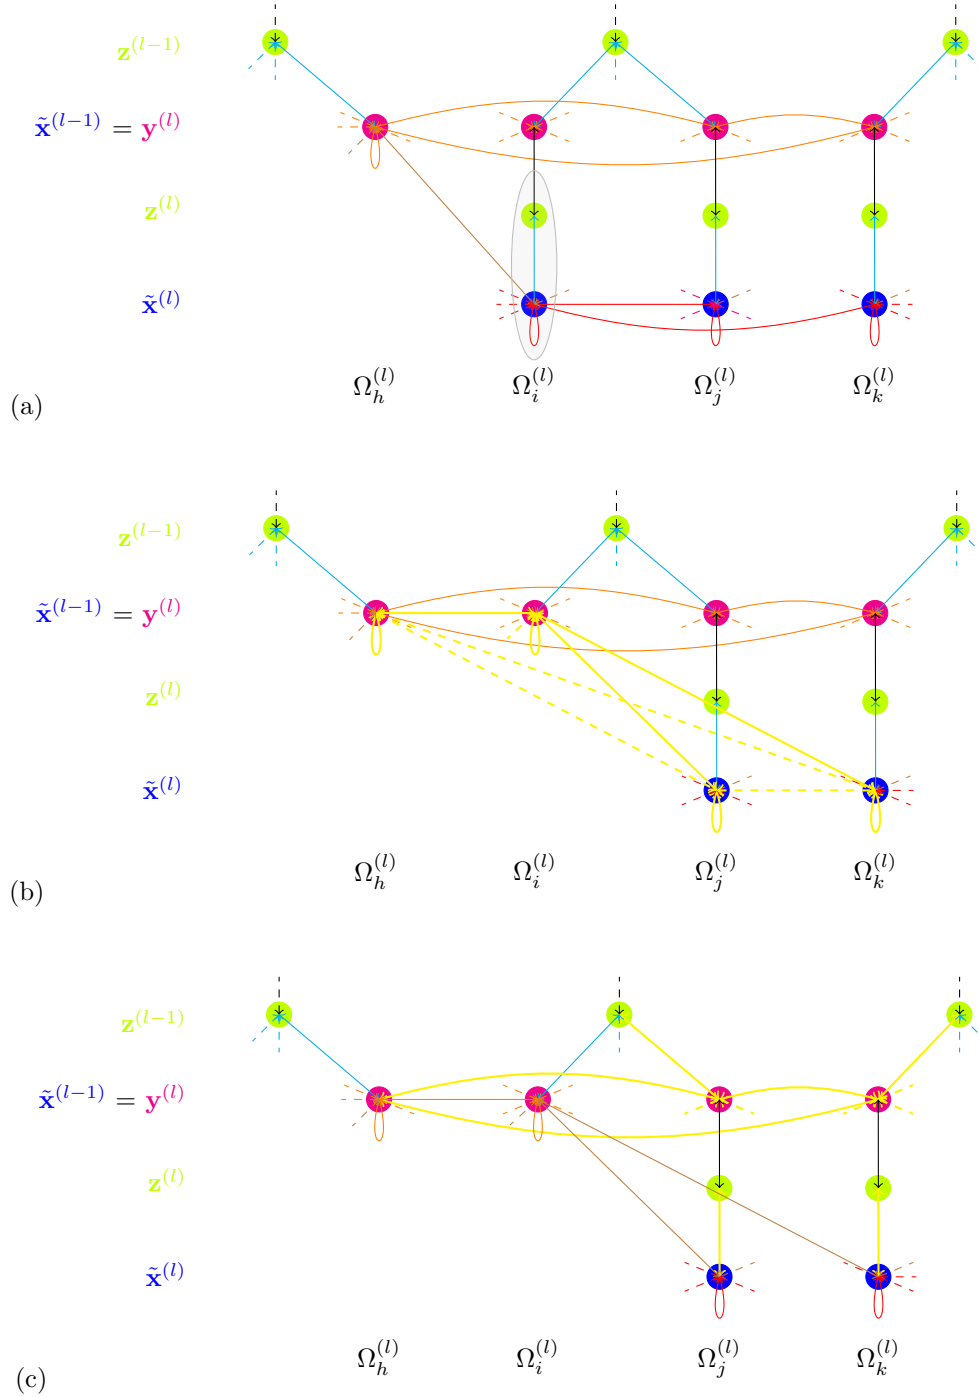 z^(l−1)
x̃^(l−1) = y^(l)
z^(l)
x̃^(l)
Ω_h^(l) Ω_i^(l) Ω_j^(l) Ω_k^(l)
(a)
z^(l−1)
x̃^(l−1) = y^(l)
z^(l)
x̃^(l)
Ω_h^(l) Ω_i^(l) Ω_j^(l) Ω_k^(l)
(b)
z^(l−1)
x̃^(l−1) = y^(l)
z^(l)
x̃^(l)
Ω_h^(l) Ω_i^(l) Ω_j^(l) Ω_k^(l)
(c)